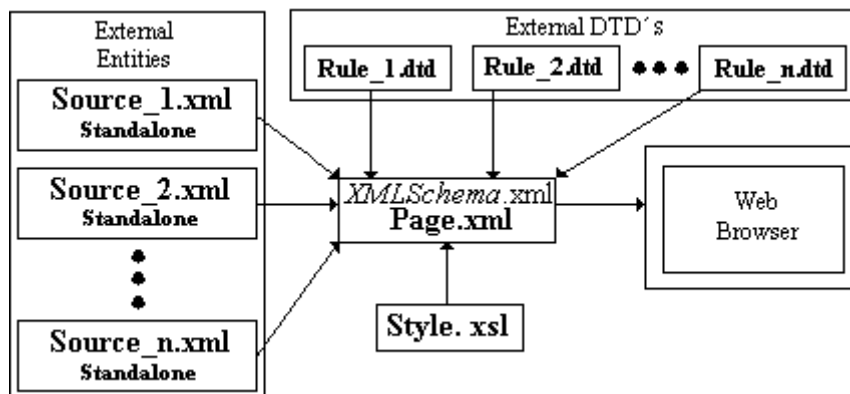 External
Entities
Source_1.xml
Standalone
Source_2.xml
Standalone
Source_n.xml
Standalone
External DTD´s
Rule_1.dtd
Rule_2.dtd
Rule_n.dtd
XMLSchema.xml
Page.xml
Style. xsl
Web
Browser